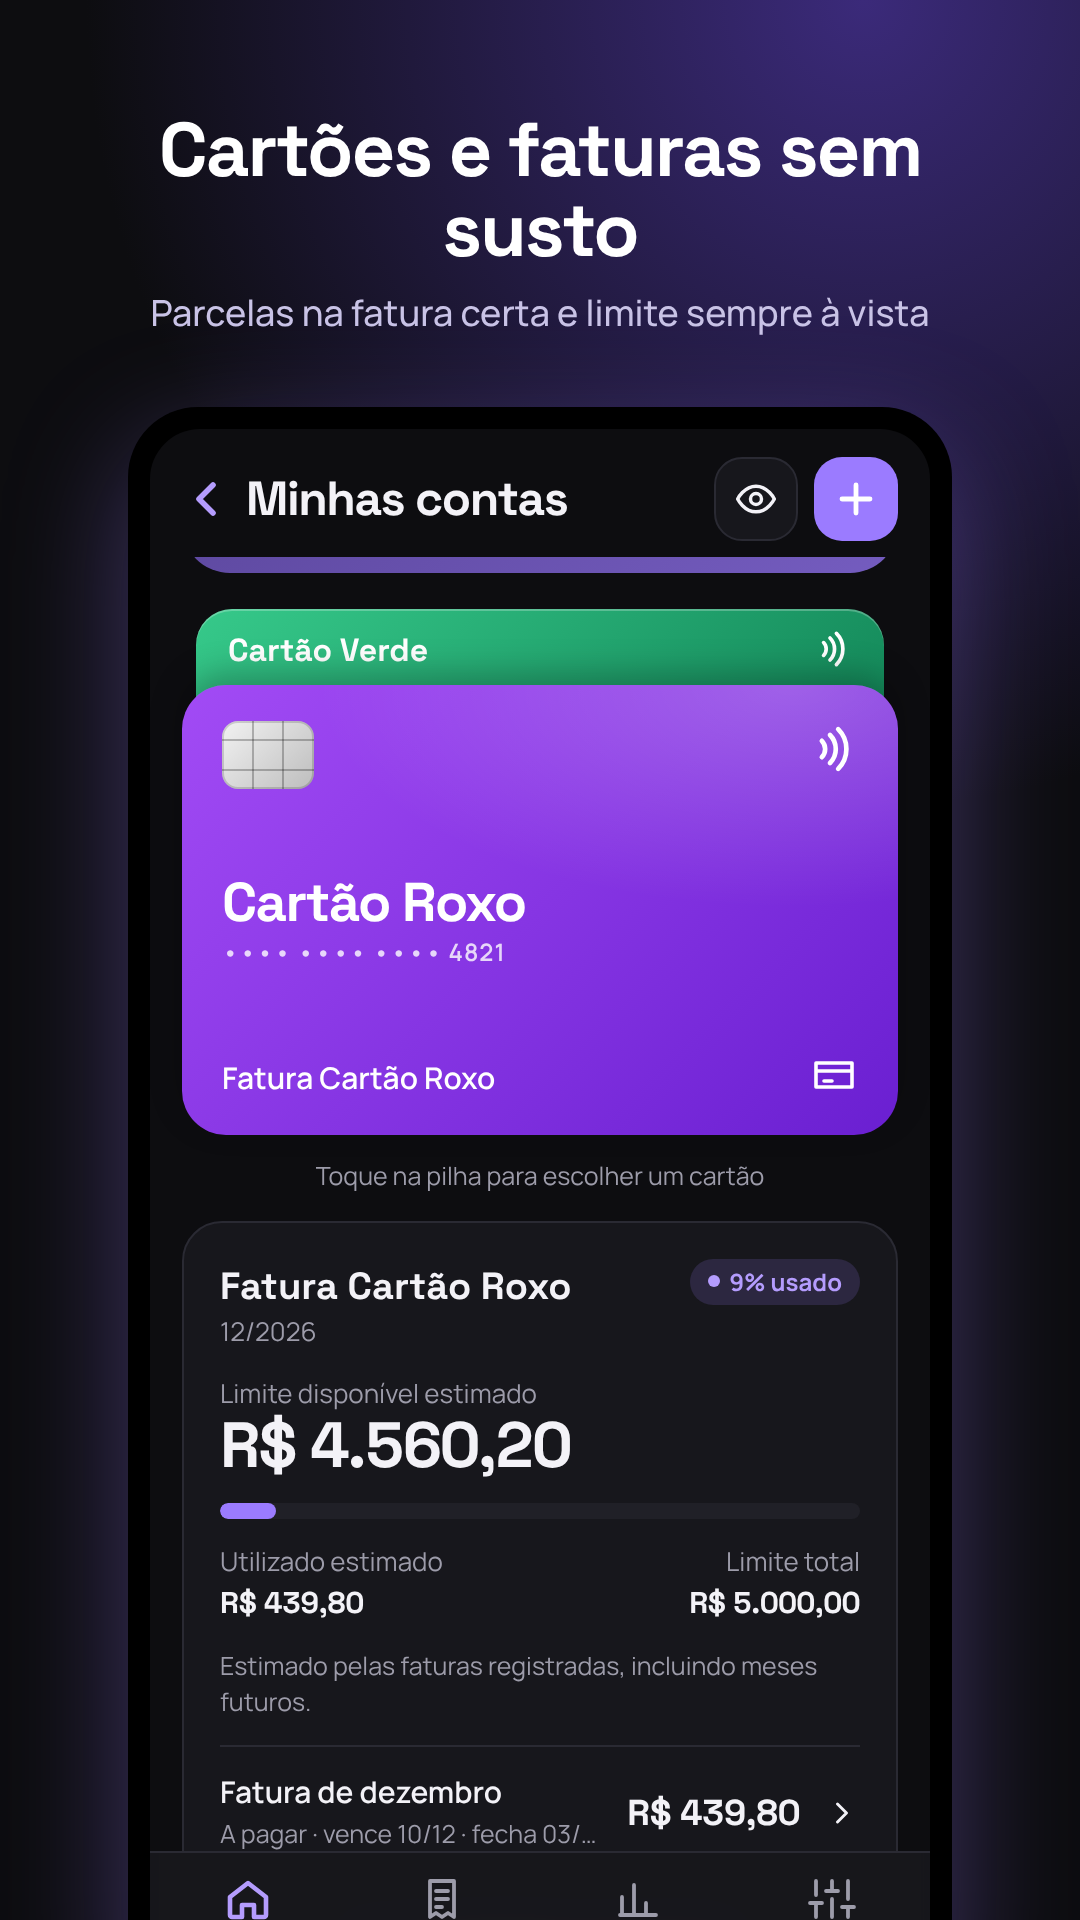 Cartões e faturas sem
susto
Parcelas na fatura certa e limite sempre à vista
Minhas contas
Cartão Verde
Cartão Roxo
•••• •••• •••• 4821
Fatura Cartão Roxo
Toque na pilha para escolher um cartão
Fatura Cartão Roxo
9% usado
12/2026
Limite disponível estimado
R$ 4.560,20
Utilizado estimado
Limite total
R$ 439,80
R$ 5.000,00
Estimado pelas faturas registradas, incluindo meses
futuros.
Fatura de dezembro
R$ 439,80
A pagar · vence 10/12 · fecha 03/...